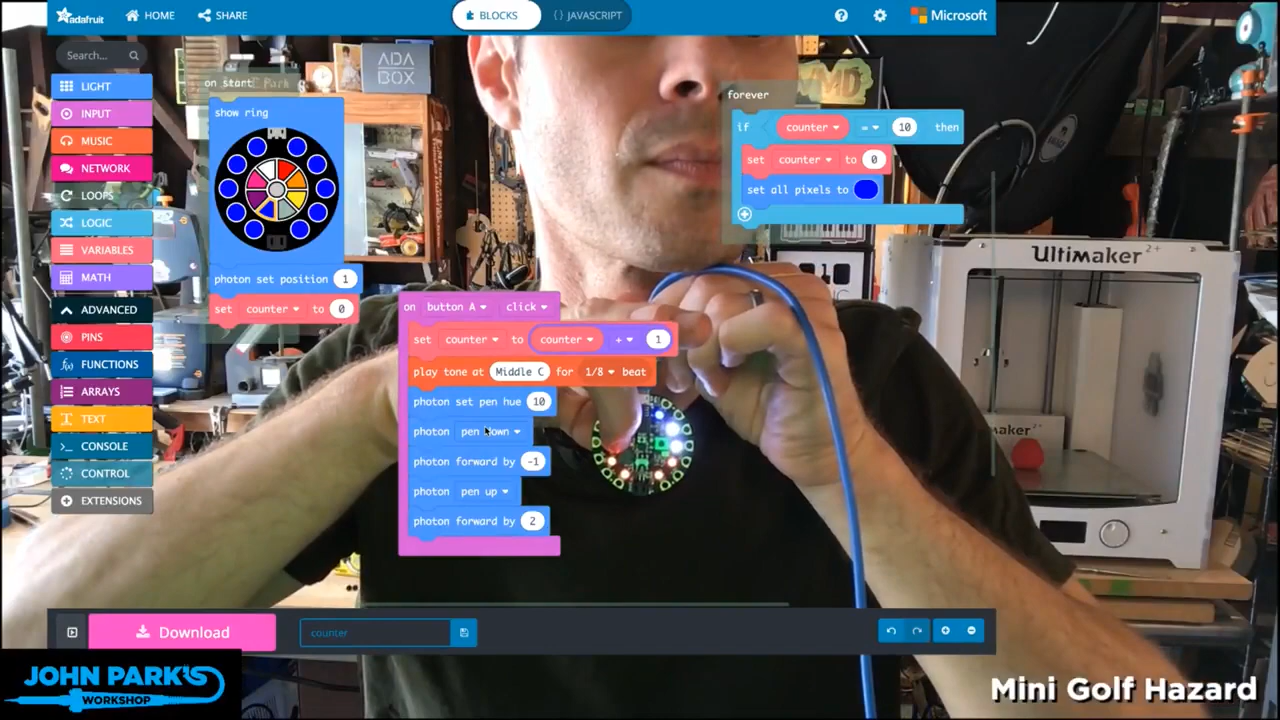 adafruit
HOME
SHARE
BLOCKS
{} JAVASCRIPT
Microsoft
Search...
LIGHT
INPUT
MUSIC
NETWORK
LOOPS
LOGIC
VARIABLES
MATH
ADVANCED
PINS
FUNCTIONS
ARRAYS
TEXT
CONSOLE
CONTROL
EXTENSIONS
on start
show ring
photon set position 1
set counter to 0
ADA
BOX
on button A click
set counter to counter + 1
play tone at Middle C for 1/8 beat
photon set pen hue 10
photon pen down
photon forward by -1
photon pen up
photon forward by 2
forever
if counter = 10 then
set counter to 0
set all pixels to
Ultimaker 2+
Download
counter
JOHN PARK'S
WORKSHOP
Mini Golf Hazard